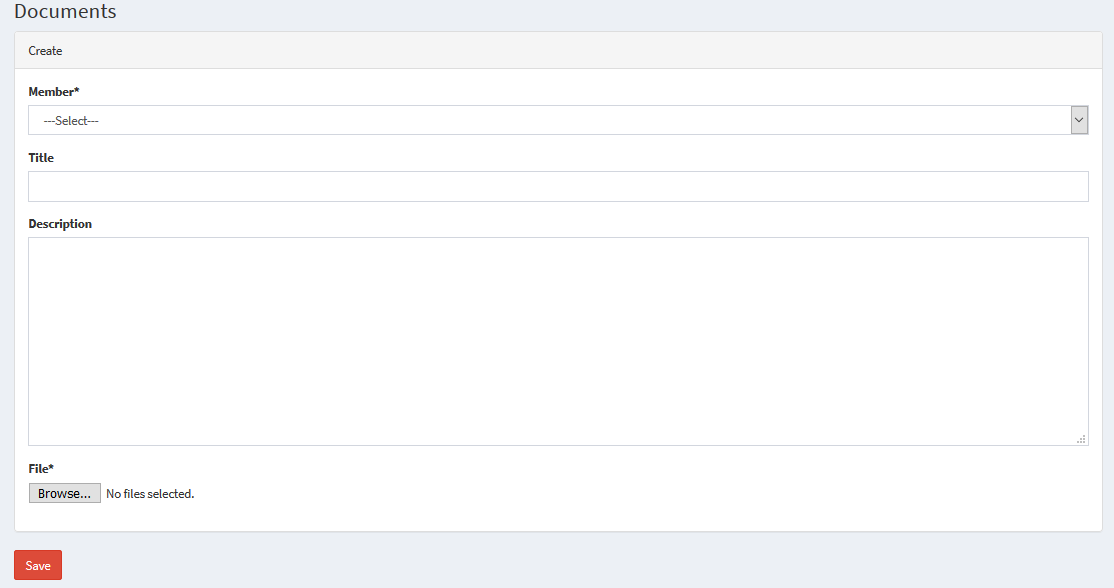 Documents
Create
Member*
---Select---
Title
Description
File*
Browse... No files selected.
Save